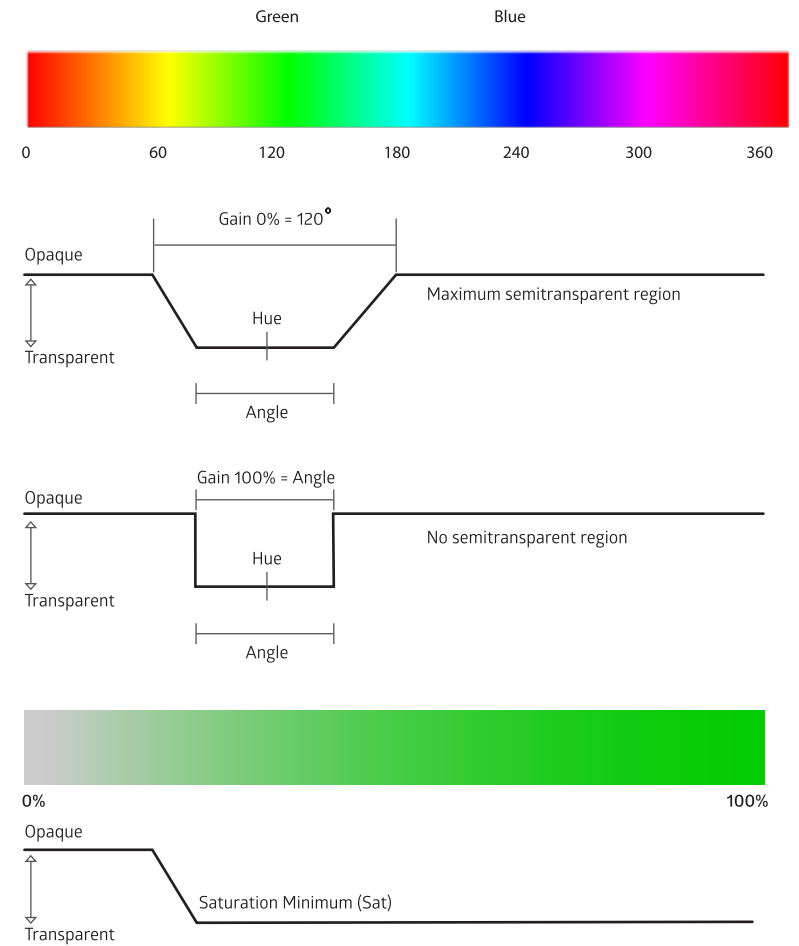 Green Blue
0 60 120 180 240 300 360
Gain 0% = 120°
Opaque
Maximum semitransparent region
Hue
Transparent
Angle
Gain 100% = Angle
Opaque
No semitransparent region
Hue
Transparent
Angle
0% 100%
Opaque
Saturation Minimum (Sat)
Transparent